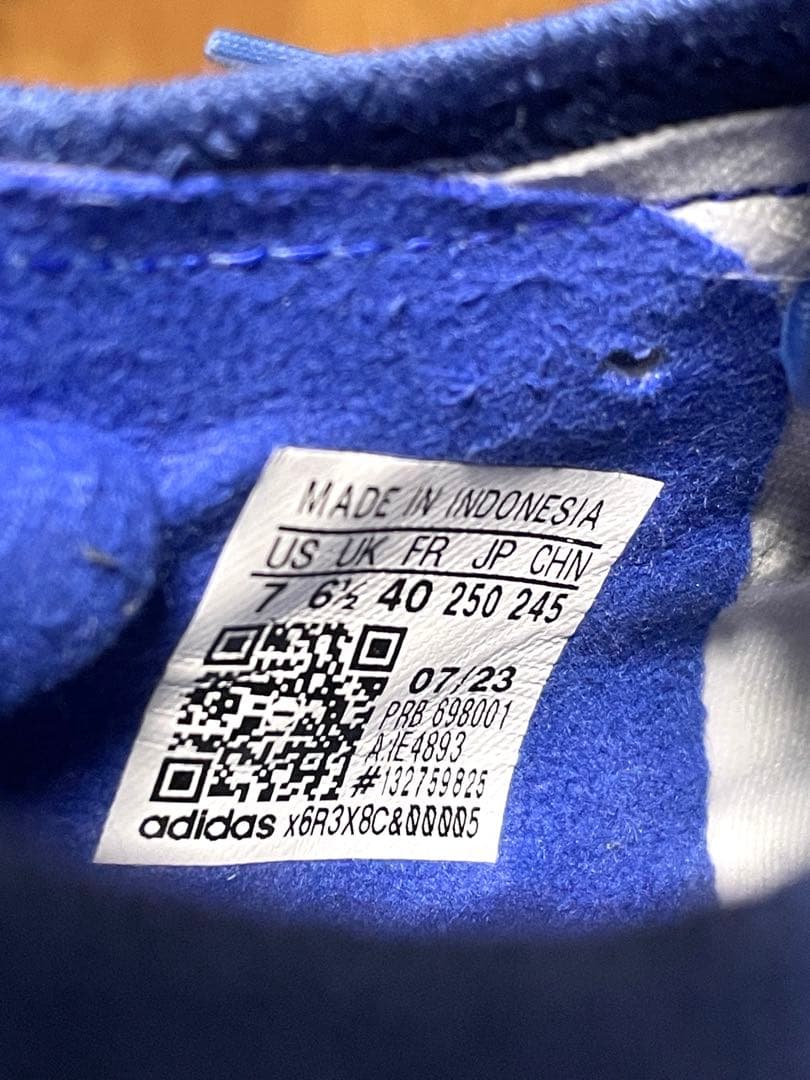 MADE IN INDONESIA
US UK FR JP CHN
7 6½ 40 250 245
07/23
PRB 698001
A.IE4893
#132759825
adidas x6R3X8C&00005